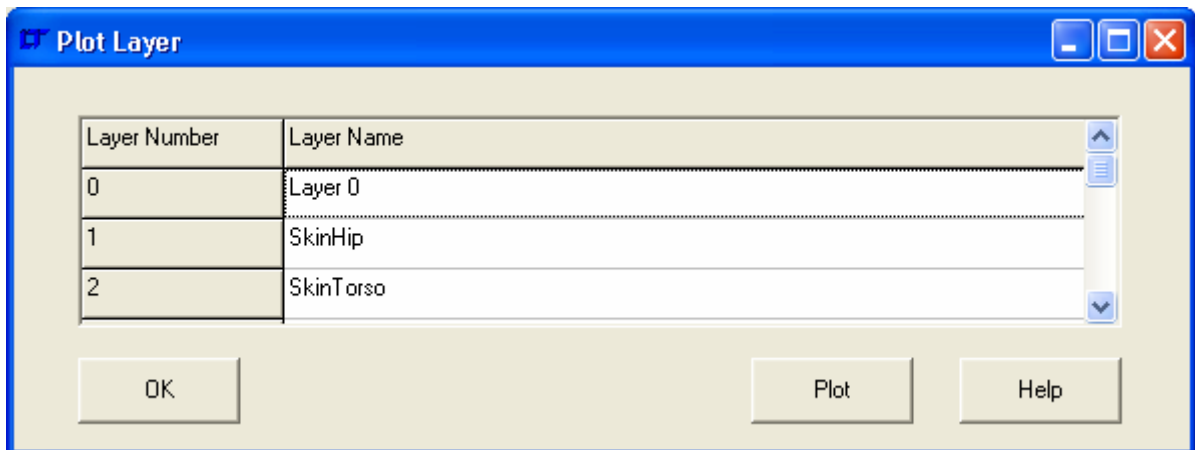 Plot Layer
Layer Number Layer Name
0 Layer 0
1 SkinHip
2 SkinTorso
OK Plot Help